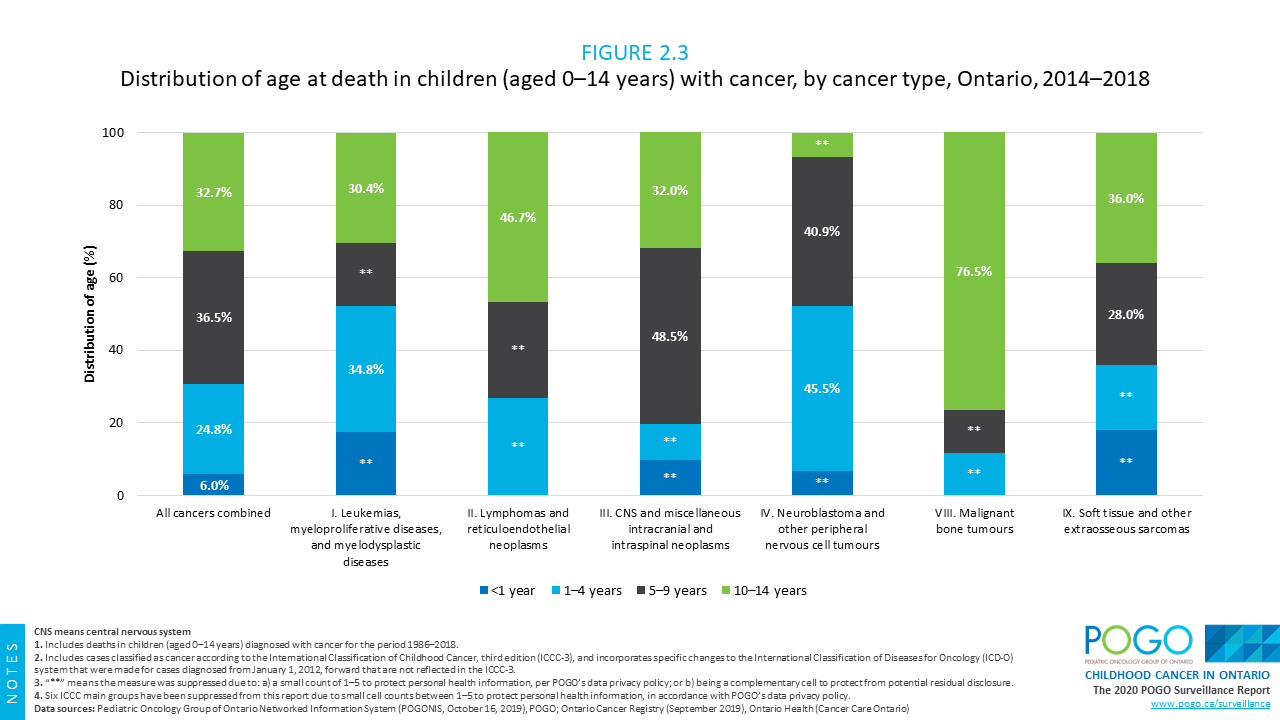 FIGURE 2.3
Distribution of age at death in children (aged 0–14 years) with cancer, by cancer type, Ontario, 2014–2018
Distribution of age (%)
100
80
60
40
20
0
32.7%
36.5%
24.8%
6.0%
30.4%
**
34.8%
**
46.7%
**
**
32.0%
48.5%
**
**
**
40.9%
45.5%
**
76.5%
**
**
36.0%
28.0%
**
**
All cancers combined
I. Leukemias,
myeloproliferative diseases,
and myelodysplastic
diseases
II. Lymphomas and
reticuloendothelial
neoplasms
III. CNS and miscellaneous
intracranial and
intraspinal neoplasms
IV. Neuroblastoma and
other peripheral
nervous cell tumours
VIII. Malignant
bone tumours
IX. Soft tissue and other
extraosseous sarcomas
<1 year
1–4 years
5–9 years
10–14 years
NOTES
CNS means central nervous system
1. Includes deaths in children (aged 0–14 years) diagnosed with cancer for the period 1986–2018.
2. Includes cases classified as cancer according to the International Classification of Childhood Cancer, third edition (ICCC-3), and incorporates specific changes to the International Classification of Diseases for Oncology (ICD-O)
system that were made for cases diagnosed from January 1, 2012, forward that are not reflected in the ICCC-3.
3. “**” means the measure was suppressed due to: a) a small count of 1–5 to protect personal health information, per POGO’s data privacy policy; or b) being a complementary cell to protect from potential residual disclosure.
4. Six ICCC main groups have been suppressed from this report due to small cell counts between 1–5 to protect personal health information, in accordance with POGO’s data privacy policy.
Data sources: Pediatric Oncology Group of Ontario Networked Information System (POGONIS, October 16, 2019), POGO; Ontario Cancer Registry (September 2019), Ontario Health (Cancer Care Ontario)
POGO
PEDIATRIC ONCOLOGY GROUP OF ONTARIO
CHILDHOOD CANCER IN ONTARIO
The 2020 POGO Surveillance Report
www.pogo.ca/surveillance